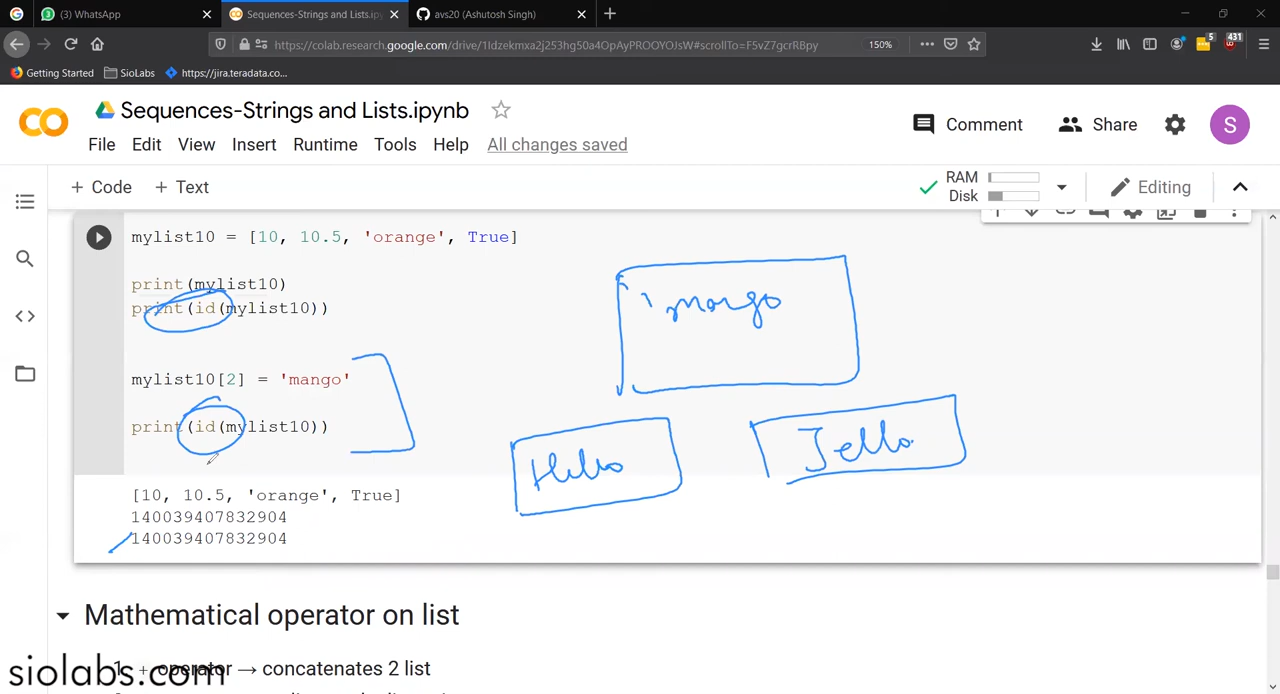 (3) WhatsApp
Sequences-Strings and Lists.ipyn
avs20 (Ashutosh Singh)
https://colab.research.google.com/drive/1ldzekmxa2j253hg50a4OpAyPROOYOJsW#scrollTo=F5vZ7gcrRBpy
150%
5
431
Getting Started
SioLabs
https://jira.teradata.co...
CO
Sequences-Strings and Lists.ipynb
Comment
Share
S
File Edit View Insert Runtime Tools Help All changes saved
+ Code + Text
RAM
Disk
Editing
mylist10 = [10, 10.5, 'orange', True]
print(mylist10)
print(id(mylist10))
mango
mylist10[2] = 'mango'
print(id(mylist10))
Hello
Jello
[10, 10.5, 'orange', True]
140039407832904
140039407832904
Mathematical operator on list
+ operator → concatenates 2 list
siolabs.com